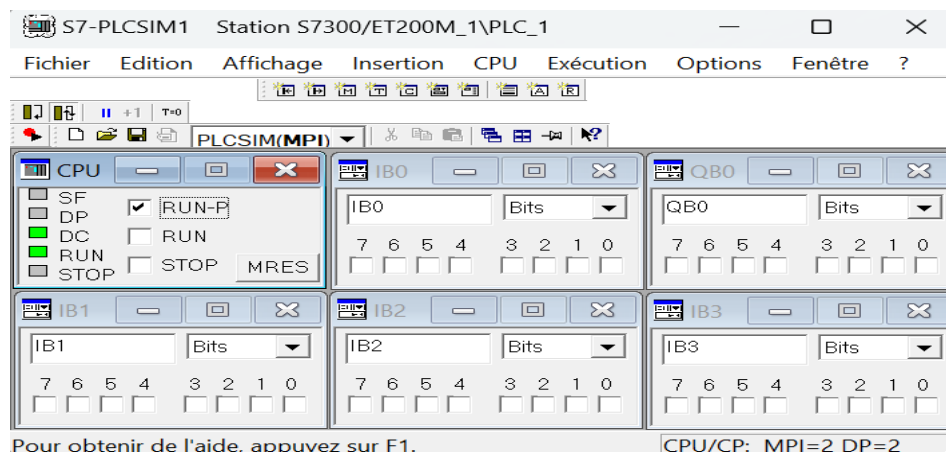 S7-PLCSIM1 Station S7300/ET200M_1\PLC_1
Fichier Edition Affichage Insertion CPU Exécution Options Fenêtre ?
+1 T=0
PLCSIM(MPI)
CPU
SF
DP
DC
RUN
STOP
RUN-P
RUN
STOP MRES
IB0
IB0 Bits
7 6 5 4 3 2 1 0
QB0
QB0 Bits
7 6 5 4 3 2 1 0
IB1
IB1 Bits
7 6 5 4 3 2 1 0
IB2
IB2 Bits
7 6 5 4 3 2 1 0
IB3
IB3 Bits
7 6 5 4 3 2 1 0
Pour obtenir de l'aide, appuyez sur F1. CPU/CP: MPI=2 DP=2